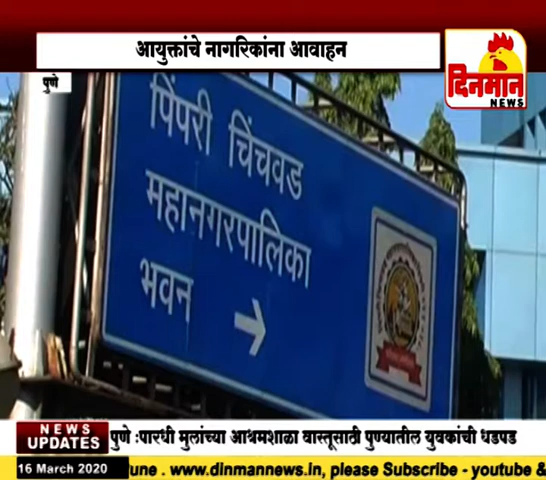 आयुक्तांचे नागरिकांना आवाहन
दिनमान
NEWS
पुणे
पिंपरी चिंचवड
महानगरपालिका
भवन →
NEWS
UPDATES
पुणे :पारधी मुलांच्या आश्रमशाळा वास्तूसाठी पुण्यातील युवकांची धडपड
16 March 2020
une . www.dinmannews.in, please Subscribe - youtube &